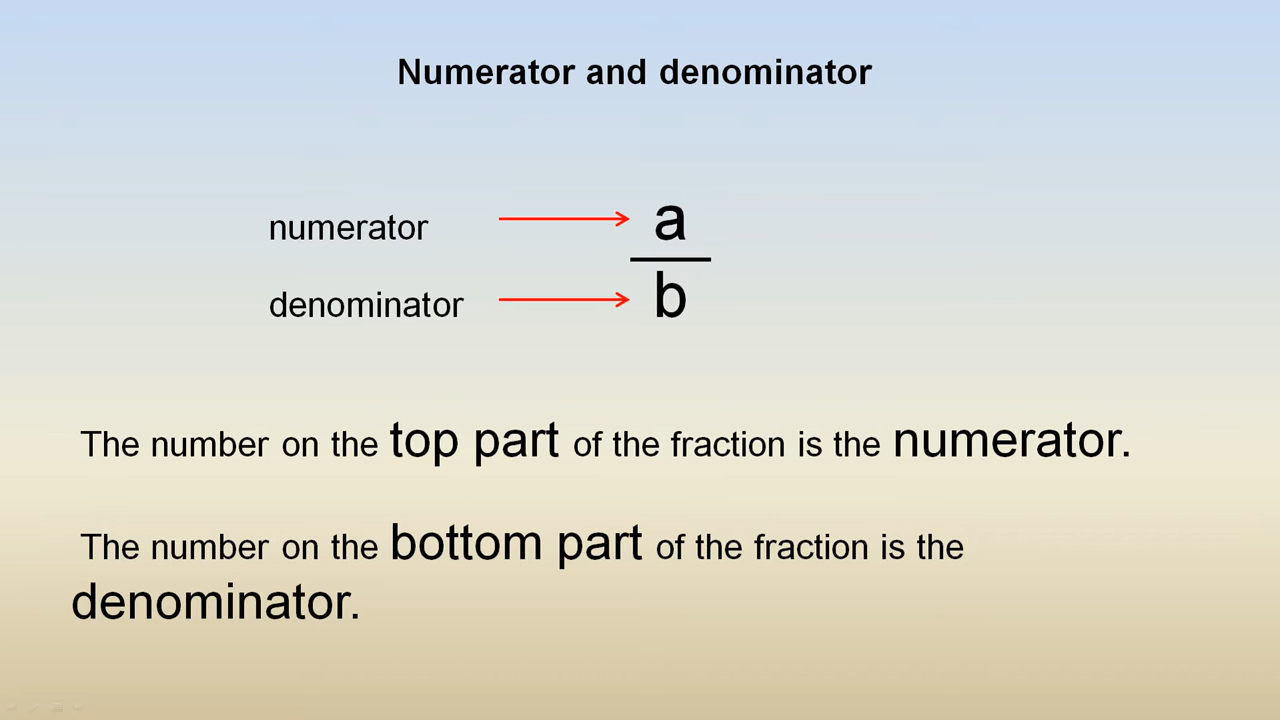 Numerator and denominator
numerator
a
denominator
b
The number on the top part of the fraction is the numerator.
The number on the bottom part of the fraction is the
denominator.